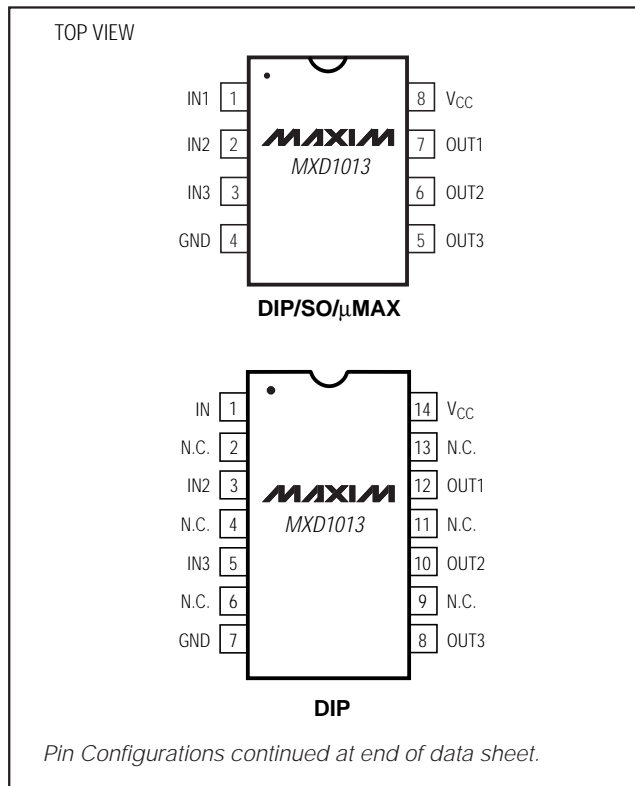 TOP VIEW
IN1 1 8 VCC
IN2 2 MAXIM 7 OUT1
MXD1013
IN3 3 6 OUT2
GND 4 5 OUT3
DIP/SO/μMAX
IN 1 14 VCC
N.C. 2 13 N.C.
IN2 3 MAXIM 12 OUT1
N.C. 4 MXD1013 11 N.C.
IN3 5 10 OUT2
N.C. 6 9 N.C.
GND 7 8 OUT3
DIP
Pin Configurations continued at end of data sheet.